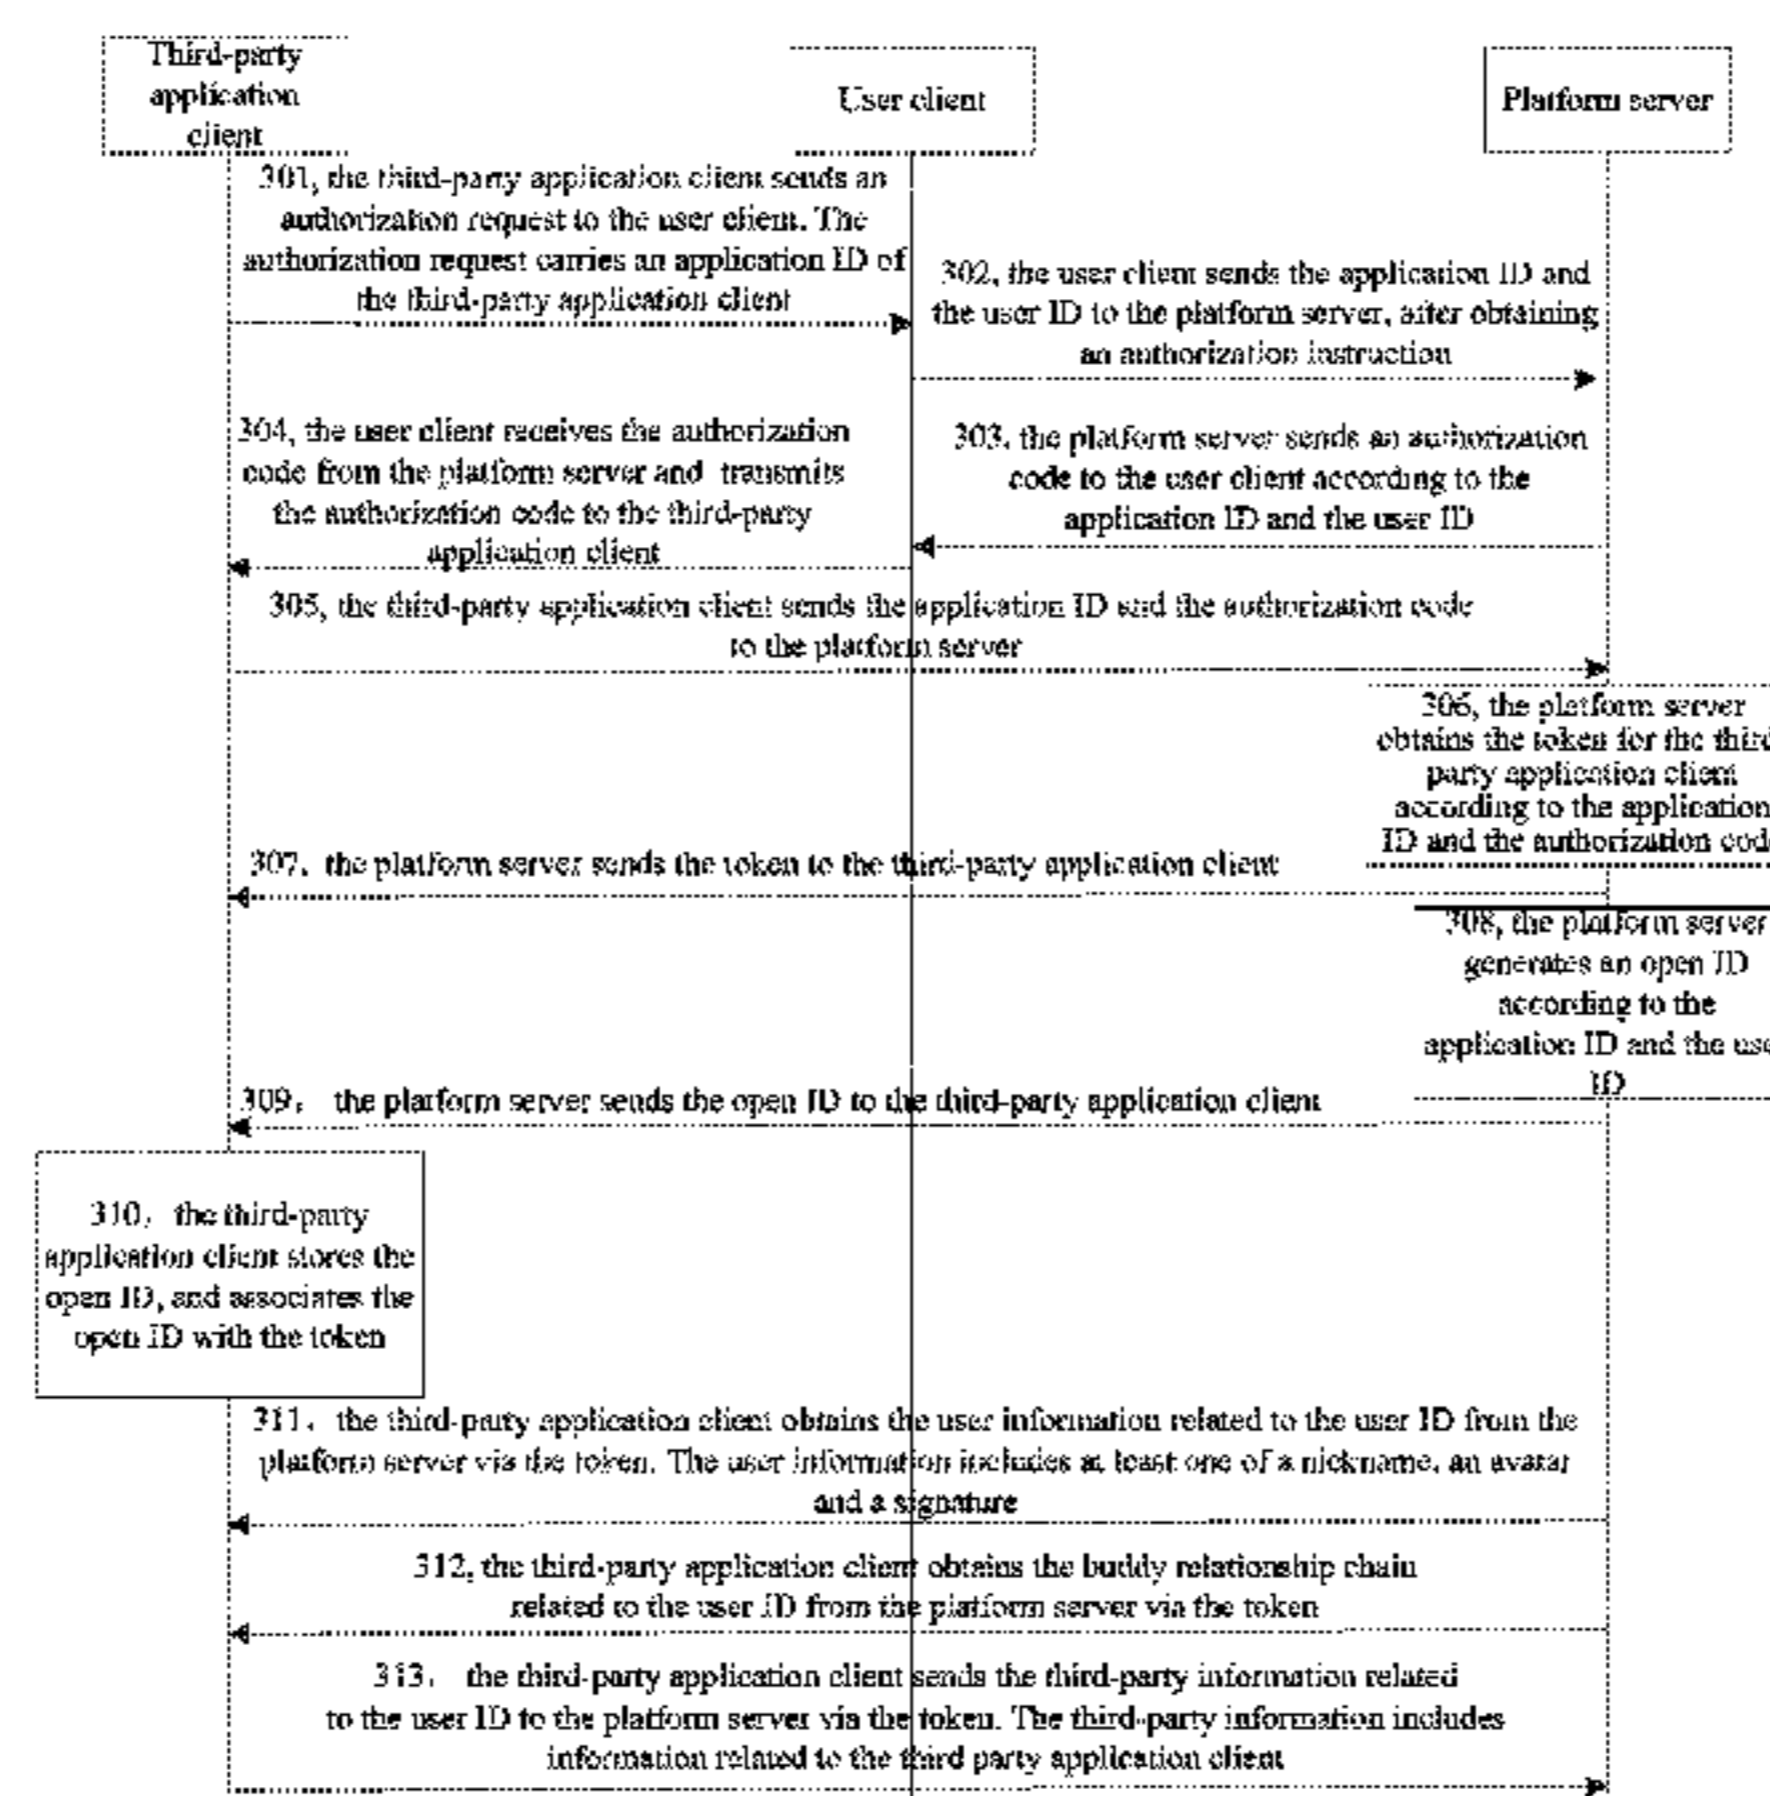 Third-party
application
client
User client
Platform server
301, the third-party application client sends an
authorization request to the user client. The
authorization request carries an application ID of
the third-party application client
302, the user client sends the application ID and
the user ID to the platform server, after obtaining
an authorization instruction
303, the platform server sends an authorization
code to the user client according to the
application ID and the user ID
304, the user client receives the authorization
code from the platform server and transmits
the authorization code to the third-party
application client
305, the third-party application client sends the application ID and the authorization code
to the platform server
306, the platform server
obtains the token for the third
party application client
according to the application
ID and the authorization code
307, the platform server sends the token to the third-party application client
308, the platform server
generates an open ID
according to the
application ID and the use
ID
309, the platform server sends the open ID to the third-party application client
310, the third-party
application client stores the
open ID, and associates the
open ID with the token
311, the third-party application client obtains the user information related to the user ID from the
platform server via the token. The user information includes at least one of a nickname, an avatar
and a signature
312, the third-party application client obtains the buddy relationship chain
related to the user ID from the platform server via the token
313, the third-party application client sends the third-party information related
to the user ID to the platform server via the token. The third-party information includes
information related to the third party application client